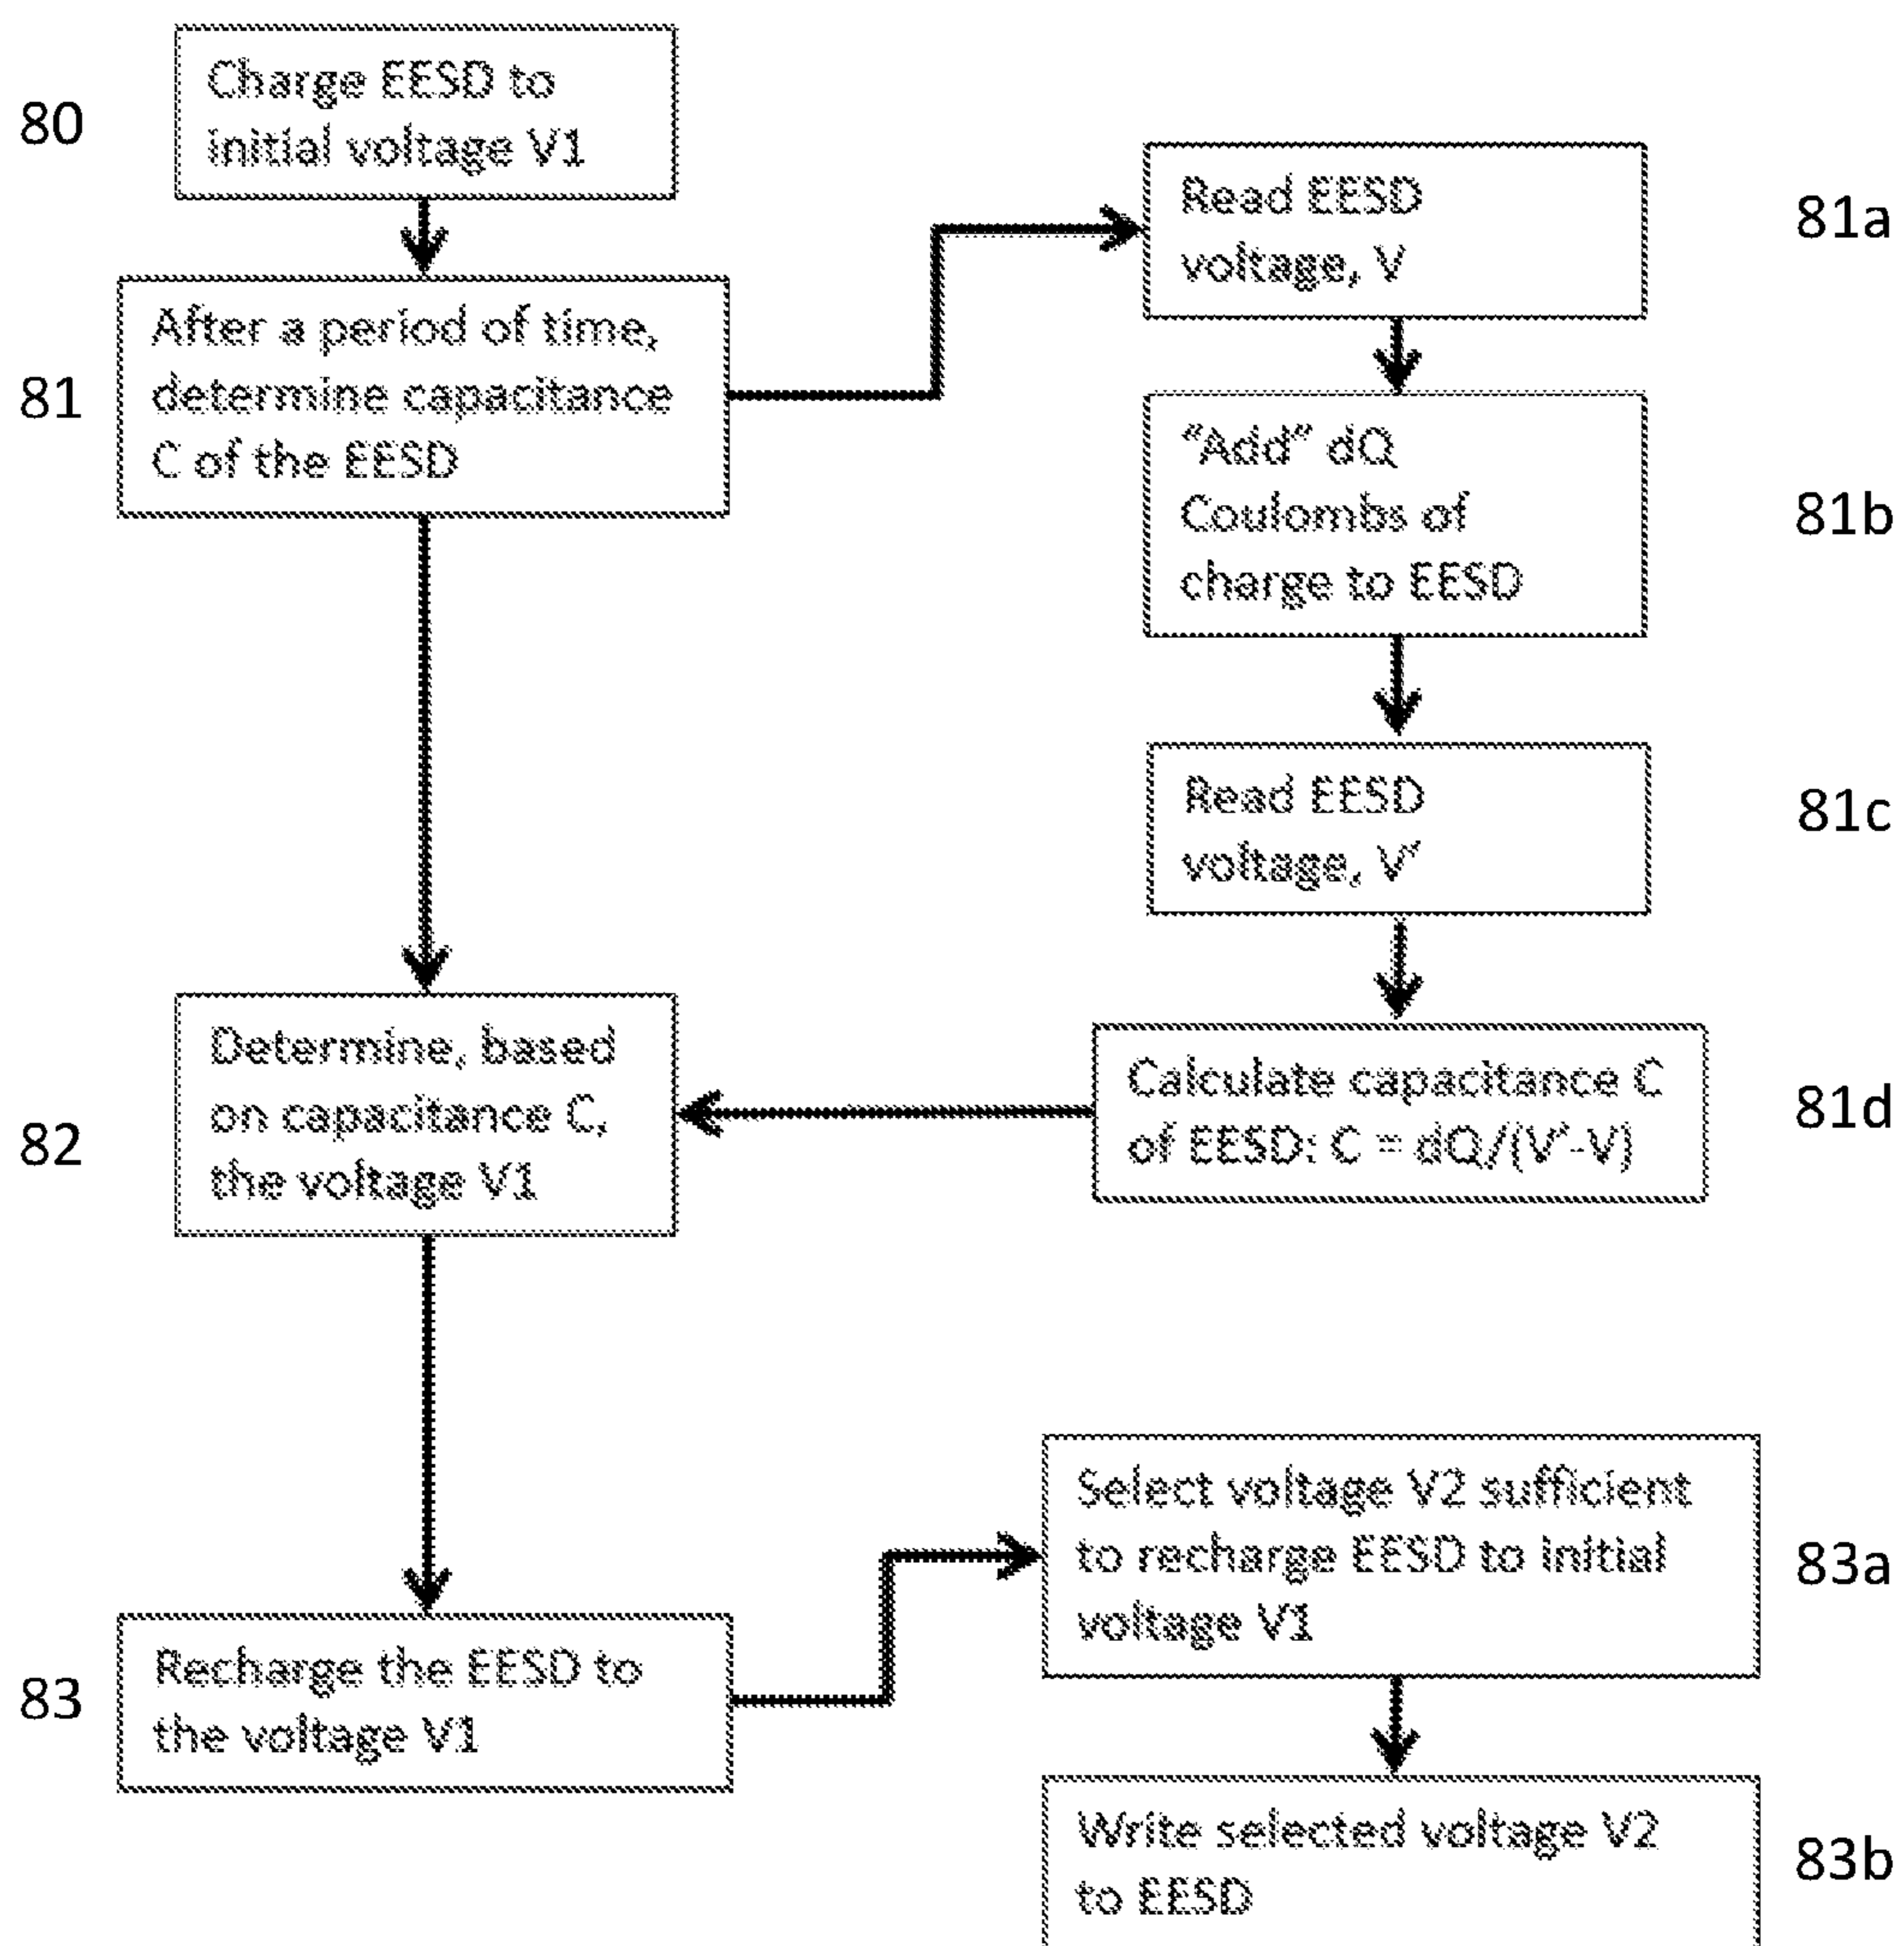 80
Charge EESD to
initial voltage V1
81
After a period of time,
determine capacitance
C of the EESD
Read EESD
voltage, V
81a
“Add” dQ
Coulombs of
charge to EESD
81b
Read EESD
voltage, V'
81c
Calculate capacitance C
of EESD: C = dQ/(V'-V)
81d
82
Determine, based
on capacitance C,
the voltage V1
83
Recharge the EESD to
the voltage V1
Select voltage V2 sufficient
to recharge EESD to initial
voltage V1
83a
Write selected voltage V2
to EESD
83b